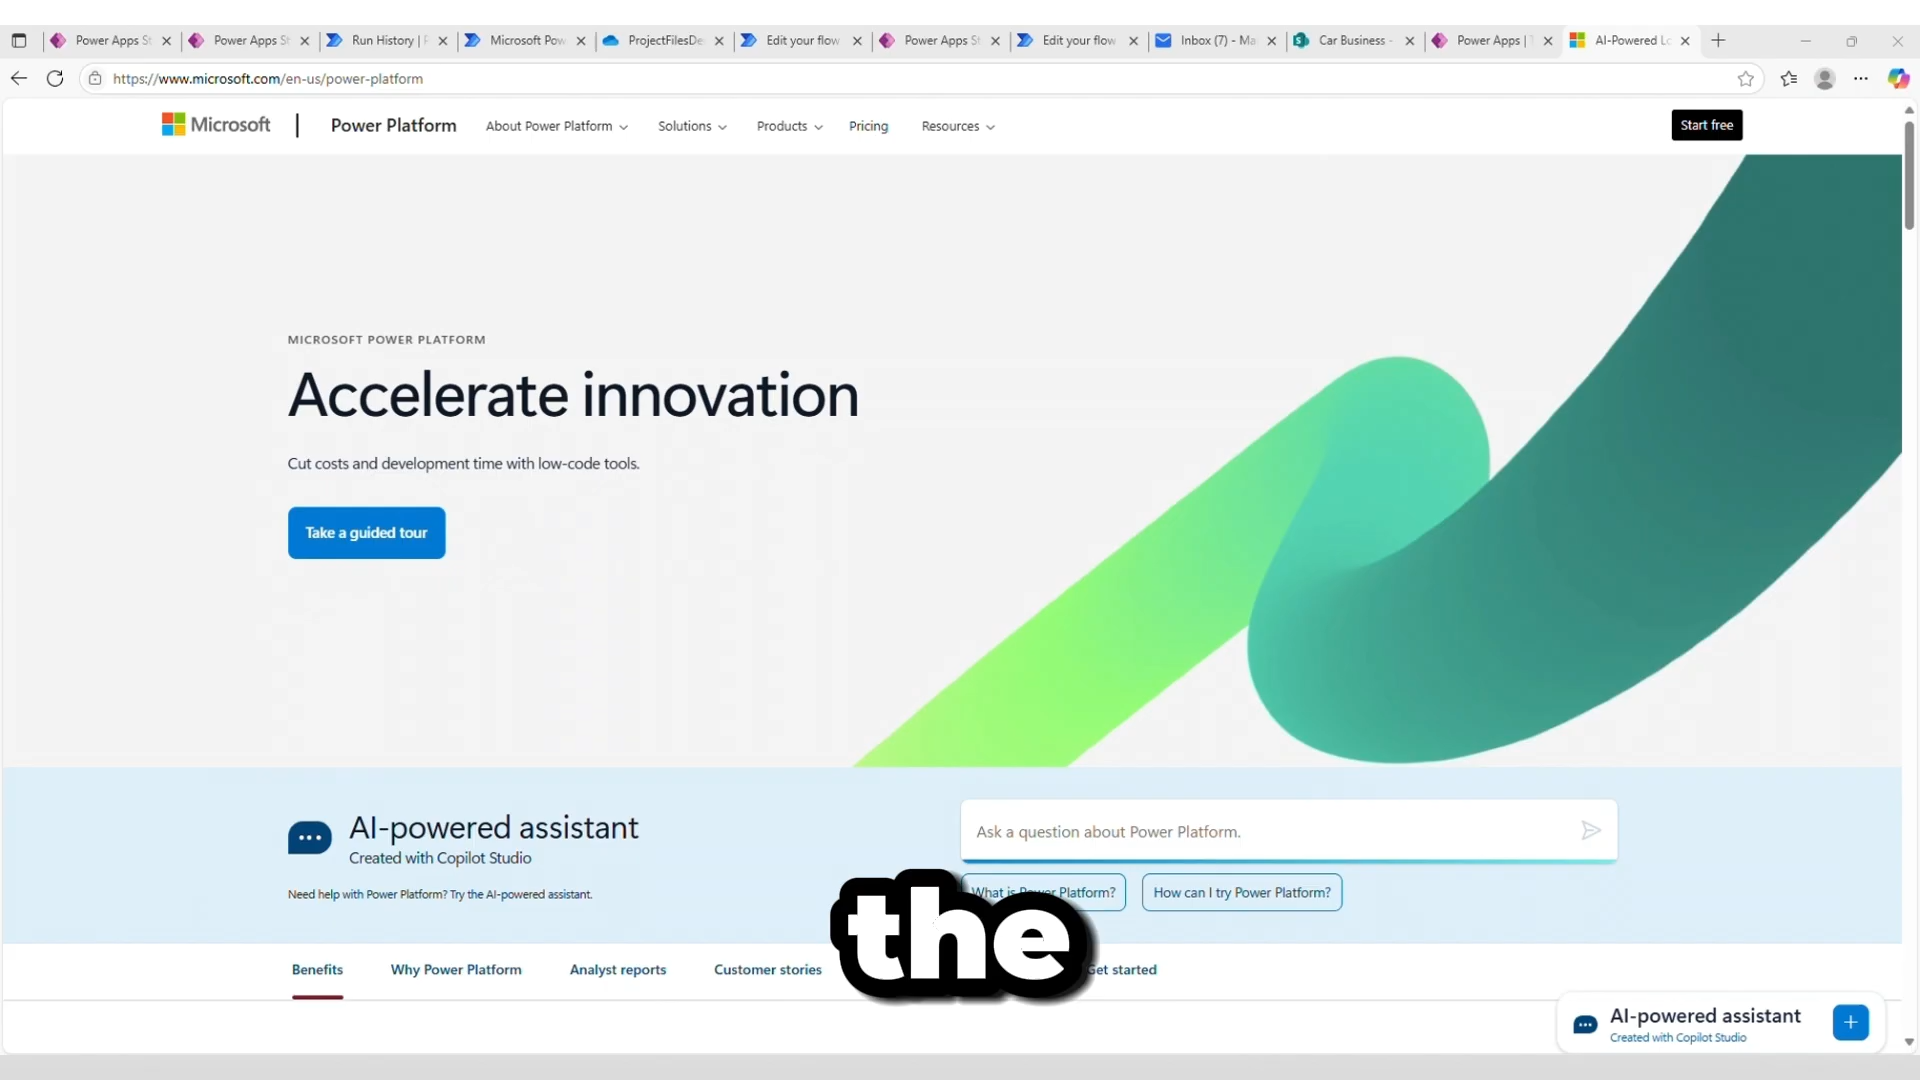 Power Apps St
Power Apps St
Run History | P
Microsoft Pow
ProjectFilesDe
Edit your flow
Power Apps St
Edit your flow
Inbox (7) - Ma
Car Business -
Power Apps | T
AI-Powered Lo
https://www.microsoft.com/en-us/power-platform
Microsoft
Power Platform
About Power Platform
Solutions
Products
Pricing
Resources
Start free
MICROSOFT POWER PLATFORM
Accelerate innovation
Cut costs and development time with low-code tools.
Take a guided tour
AI-powered assistant
Created with Copilot Studio
Need help with Power Platform? Try the AI-powered assistant.
Ask a question about Power Platform.
What is Power Platform?
How can I try Power Platform?
the
Benefits
Why Power Platform
Analyst reports
Customer stories
Get started
AI-powered assistant
Created with Copilot Studio